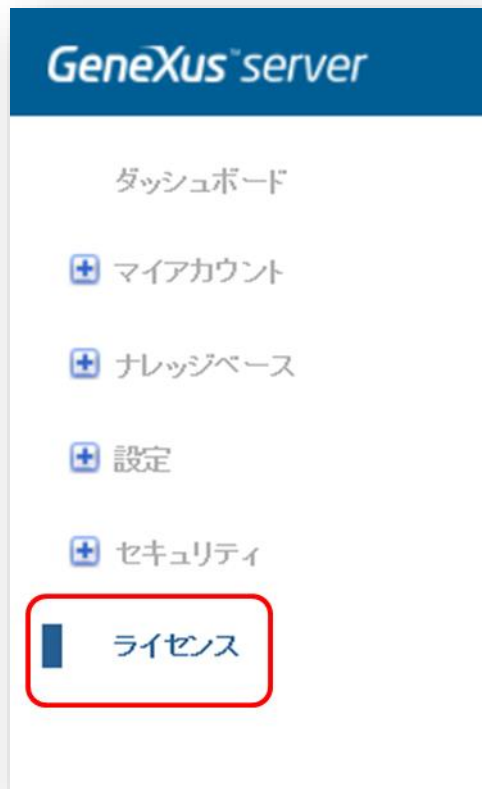 GeneXus™ server
ダッシュボード
マイアカウント
ナレッジベース
設定
セキュリティ
ライセンス